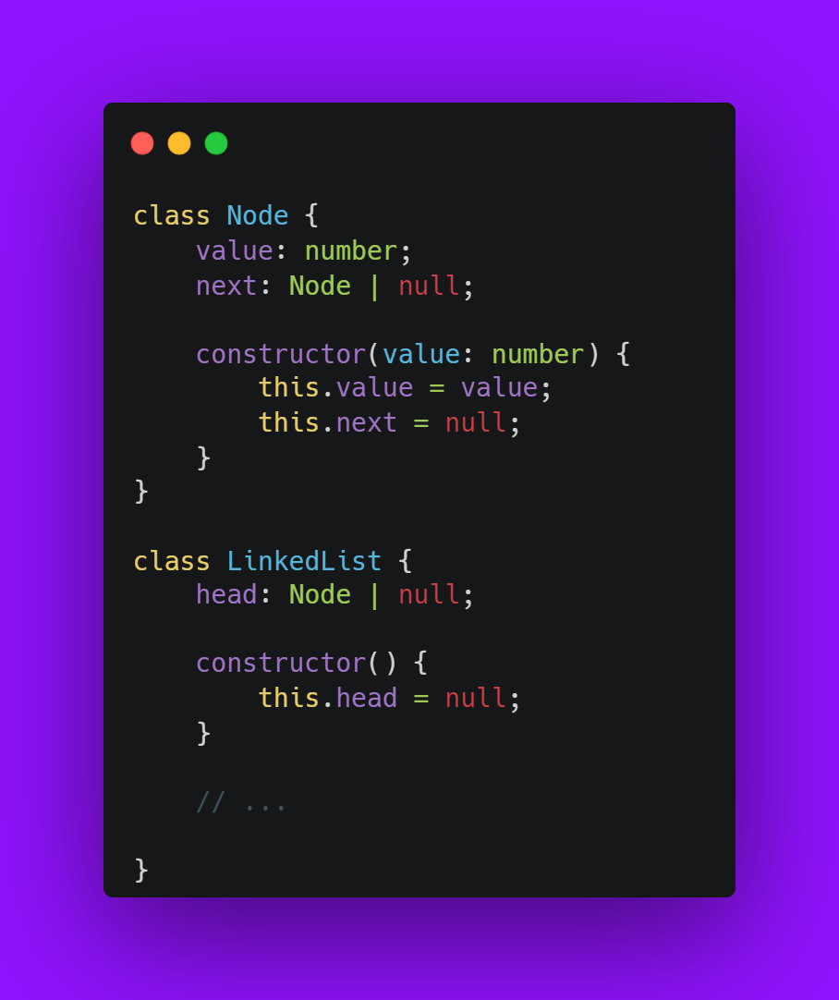 class Node {
    value: number;
    next: Node | null;

    constructor(value: number) {
        this.value = value;
        this.next = null;
    }
}

class LinkedList {
    head: Node | null;

    constructor() {
        this.head = null;
    }

    // ...

}